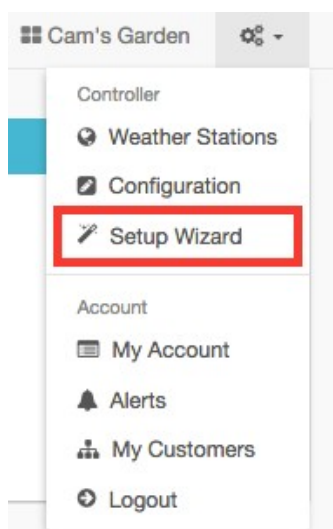 Cam's Garden
Controller
Weather Stations
Configuration
Setup Wizard
Account
My Account
Alerts
My Customers
Logout